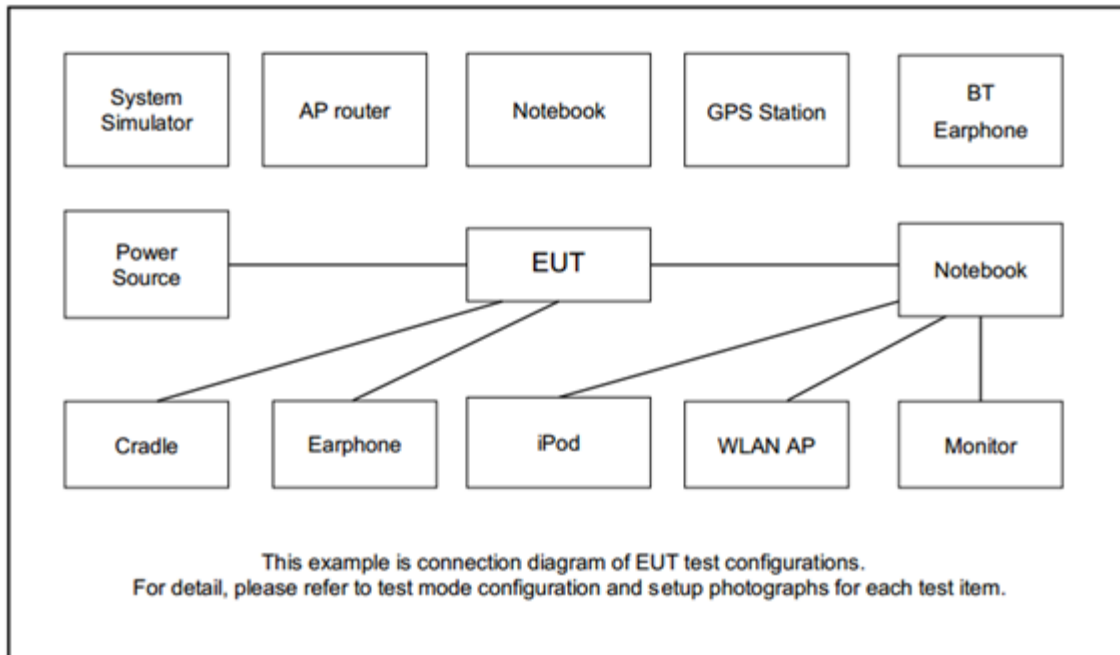 System
Simulator
AP router
Notebook
GPS Station
BT
Earphone
Power
Source
EUT
Notebook
Cradle
Earphone
iPod
WLAN AP
Monitor
This example is connection diagram of EUT test configurations.
For detail, please refer to test mode configuration and setup photographs for each test item.